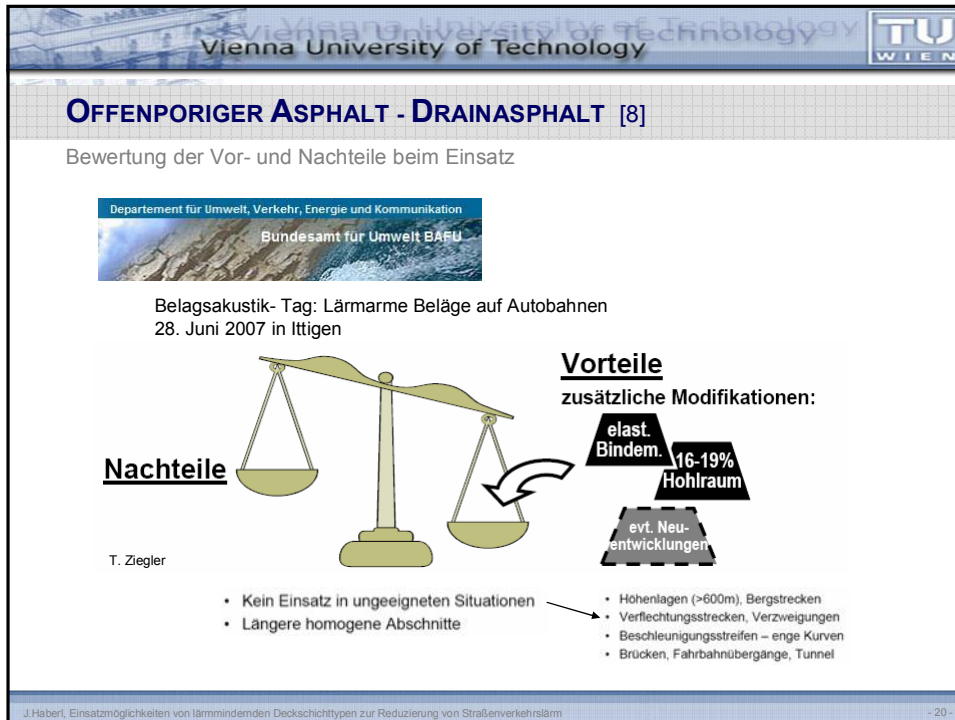 Vienna University of Technology
TU
WIEN
OFFENPORIGER ASPHALT - DRAINASPHALT [8]
Bewertung der Vor- und Nachteile beim Einsatz
Departement für Umwelt, Verkehr, Energie und Kommunikation
Bundesamt für Umwelt BAFU
Belagsakustik- Tag: Lärmarme Beläge auf Autobahnen
28. Juni 2007 in Ittigen
Nachteile
Vorteile
zusätzliche Modifikationen:
elast.
Bindem.
16-19%
Hohlraum
evt. Neu-
entwicklungen
T. Ziegler
• Kein Einsatz in ungeeigneten Situationen
• Längere homogene Abschnitte
• Höhenlagen (>600m), Bergstrecken
• Verflechtungsstrecken, Verzweigungen
• Beschleunigungsstreifen – enge Kurven
• Brücken, Fahrbahnübergänge, Tunnel
J.Haberl, Einsatzmöglichkeiten von lärmmindernden Deckschichttypen zur Reduzierung von Straßenverkehrslärm
- 20 -